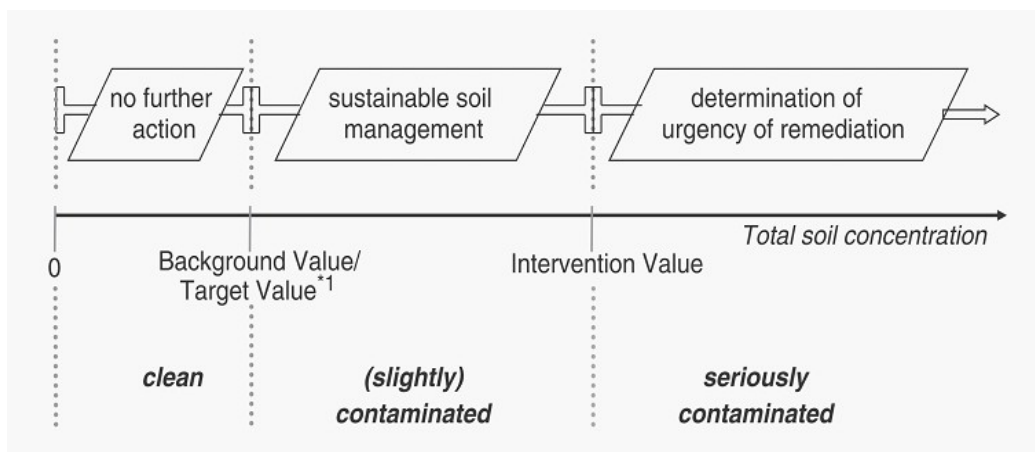 no further
action
sustainable soil
management
determination of
urgency of remediation
Total soil concentration
0
Background Value/
Target Value*1
Intervention Value
clean
(slightly)
contaminated
seriously
contaminated